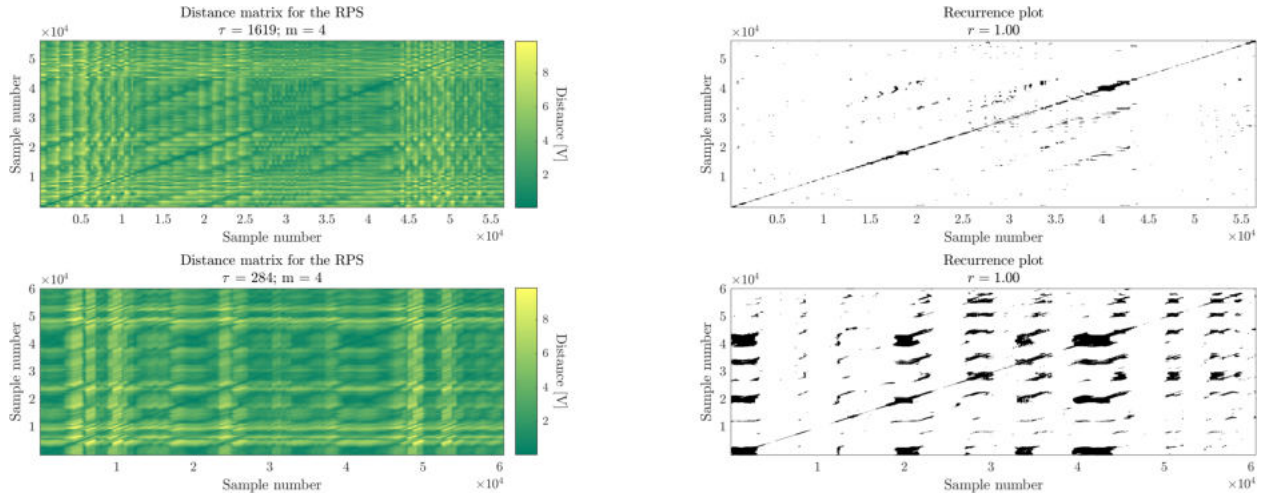 Distance matrix for the RPS
τ = 1619; m = 4
×10⁴
5
4
3
2
1
Sample number
0.5 1 1.5 2 2.5 3 3.5 4 4.5 5 5.5
Sample number
×10⁴
8
6
4
2
Distance [V]
Recurrence plot
r = 1.00
×10⁴
5
4
3
2
1
Sample number
0.5 1 1.5 2 2.5 3 3.5 4 4.5 5 5.5
Sample number
×10⁴
Distance matrix for the RPS
τ = 284; m = 4
×10⁴
6
5
4
3
2
1
Sample number
1 2 3 4 5 6
Sample number
×10⁴
8
6
4
2
Distance [V]
Recurrence plot
r = 1.00
×10⁴
6
5
4
3
2
1
Sample number
1 2 3 4 5 6
Sample number
×10⁴